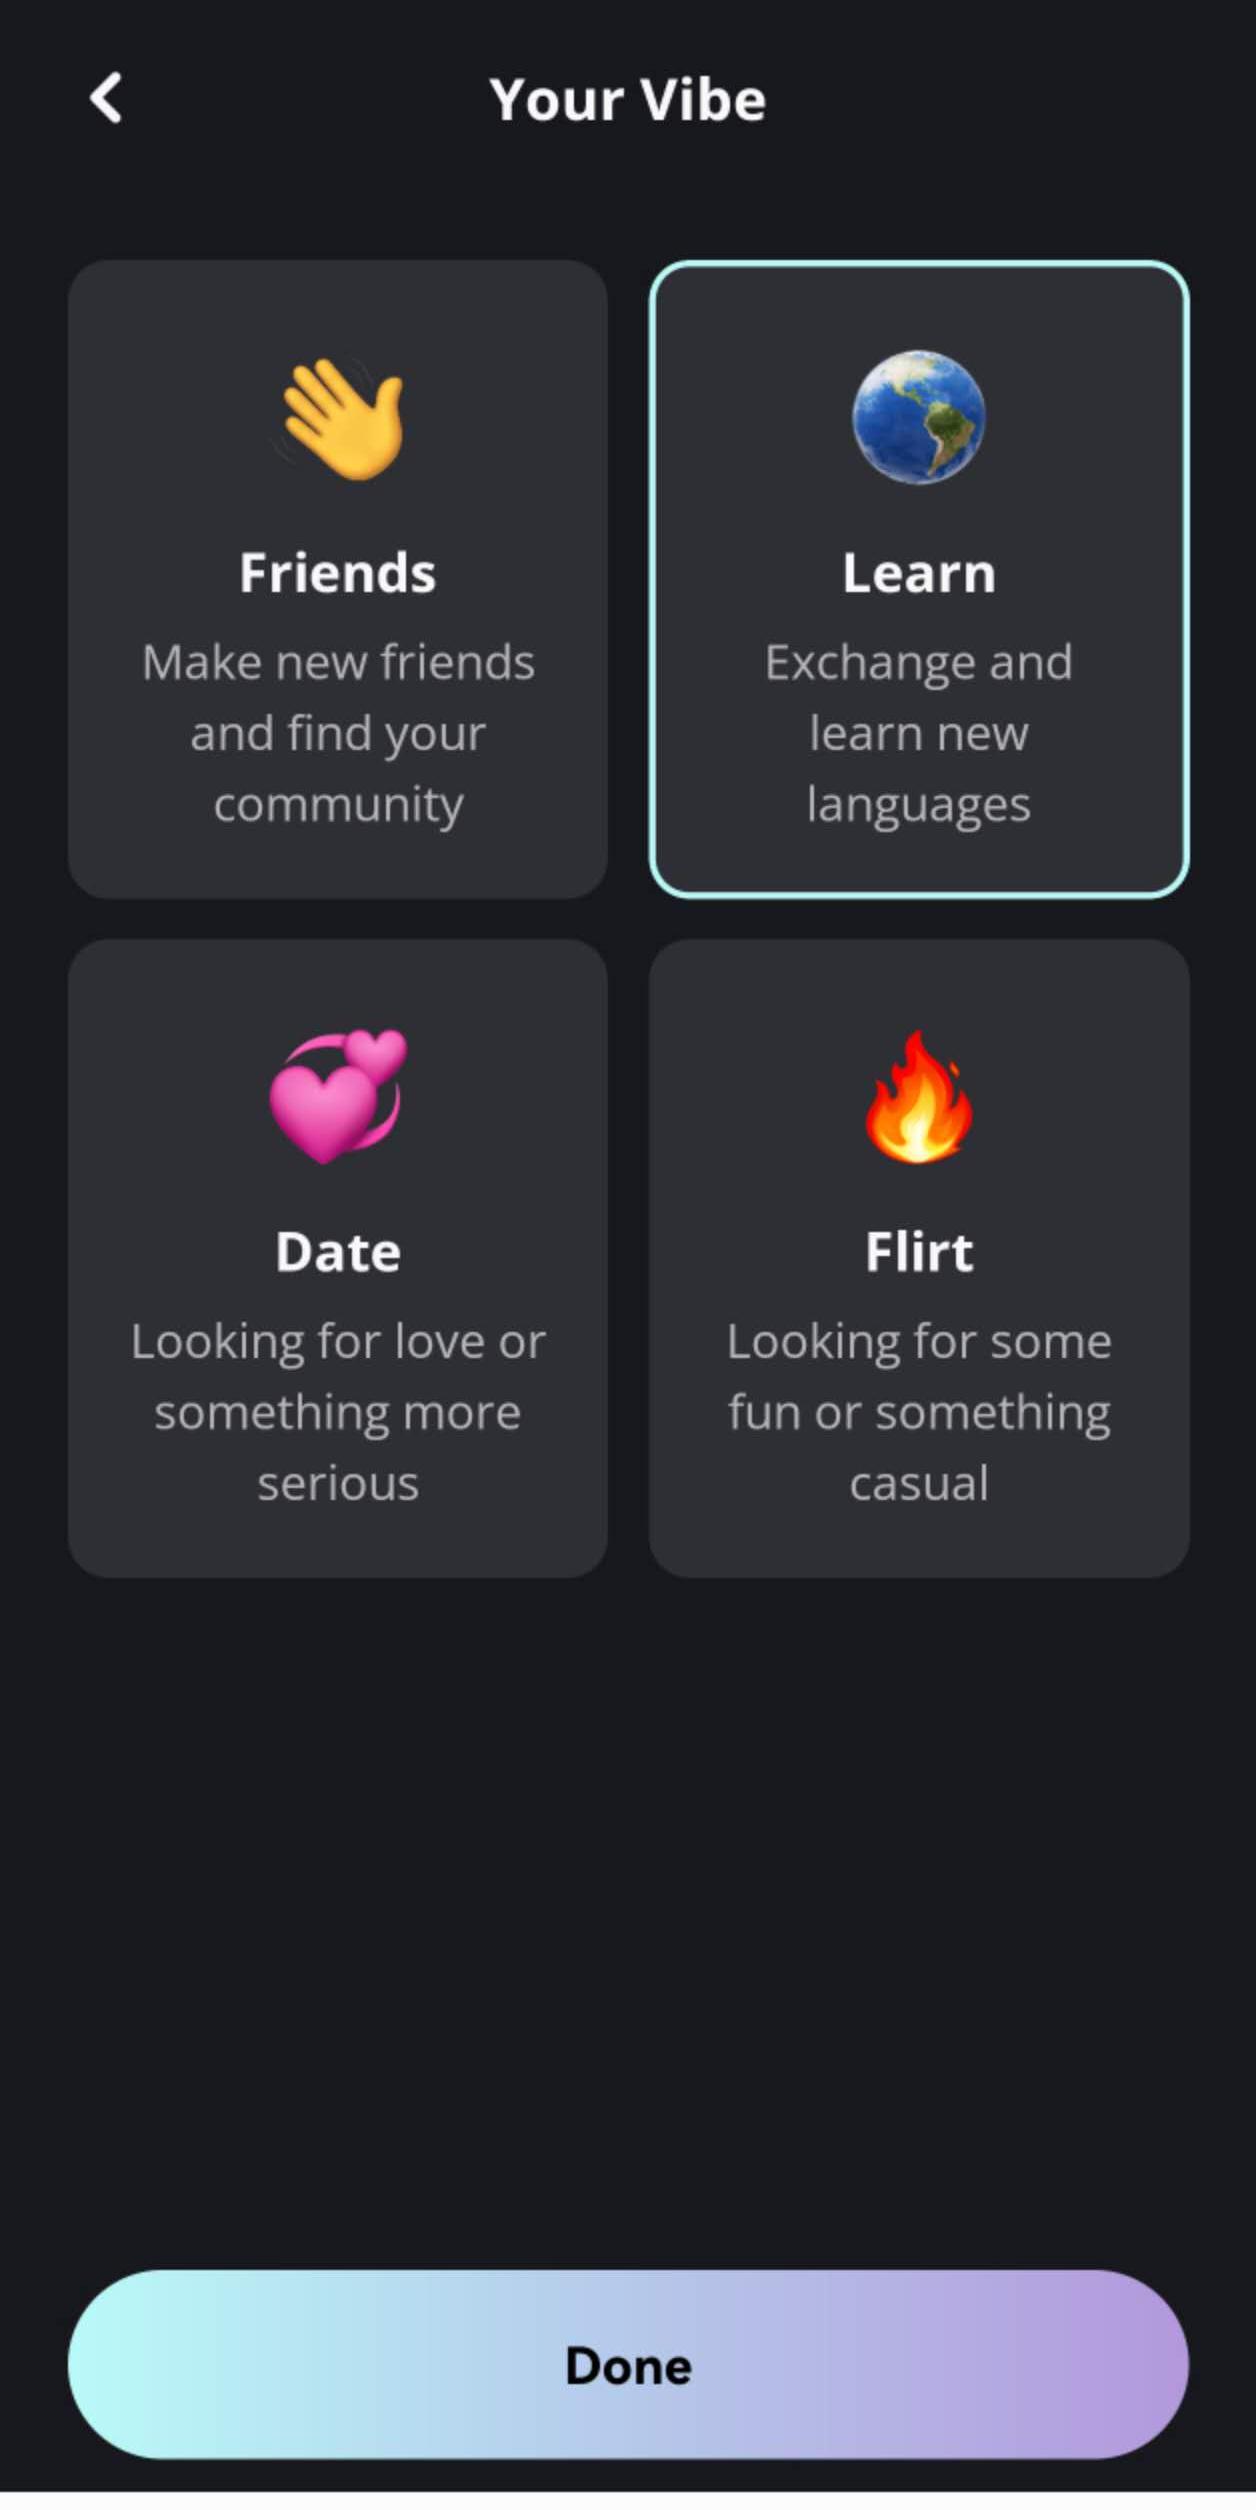 Your Vibe
Friends
Make new friends
and find your
community
Learn
Exchange and
learn new
languages
Date
Looking for love or
something more
serious
Flirt
Looking for some
fun or something
casual
Done